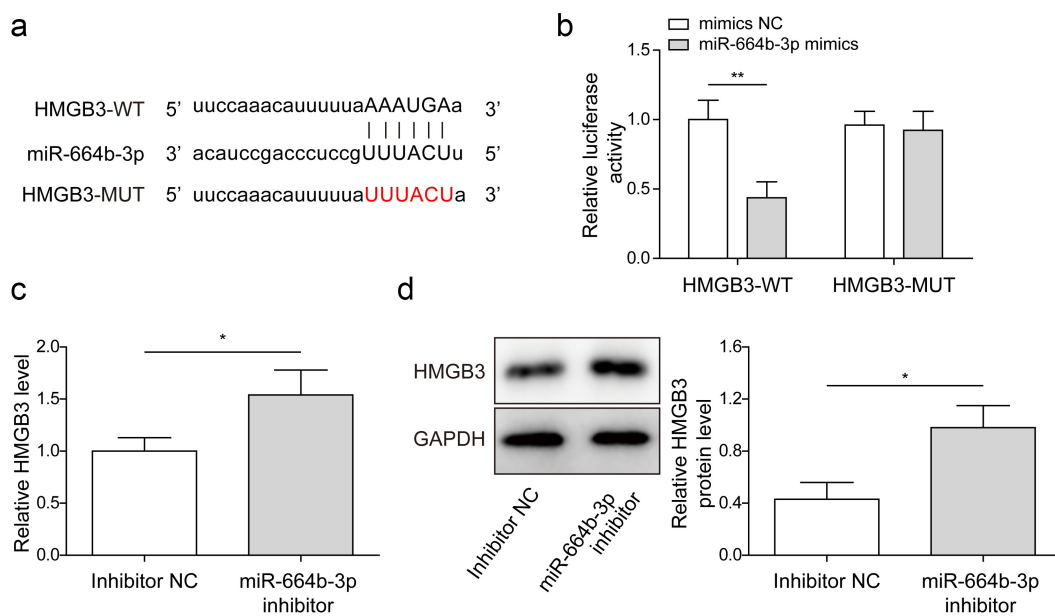 a
HMGB3-WT 5’ uuccaaacauuuuuaAAAUGAa 3’
miR-664b-3p 3’ acauccgacccuccgUUUACUu 5’
HMGB3-MUT 5’ uuccaaacauuuuuaUUUACUa 3’
b
mimics NC
miR-664b-3p mimics
Relative luciferase
activity
1.5
1.0
0.5
0.0
**
HMGB3-WT HMGB3-MUT
c
Relative HMGB3 level
2.0
1.5
1.0
0.5
0.0
*
Inhibitor NC miR-664b-3p
inhibitor
d
HMGB3
GAPDH
Inhibitor NC
miR-664b-3p
inhibitor
Relative HMGB3
protein level
1.6
1.2
0.8
0.4
0.0
*
Inhibitor NC miR-664b-3p
inhibitor